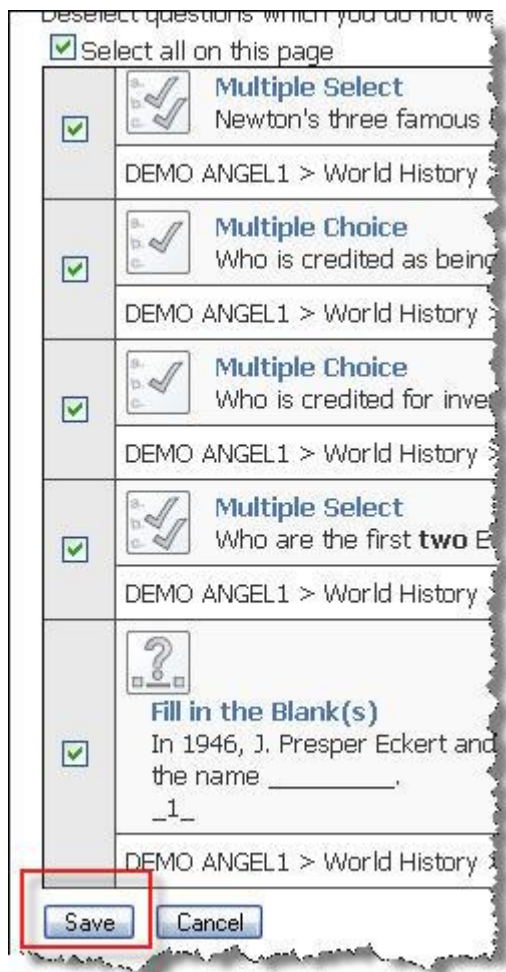 Deselect questions which you do not wa
Select all on this page
a.
b.
c.
Multiple Select
Newton's three famous
DEMO ANGEL1 > World History >
a.
b.
c.
Multiple Choice
Who is credited as being
DEMO ANGEL1 > World History >
a.
b.
c.
Multiple Choice
Who is credited for inve
DEMO ANGEL1 > World History >
a.
b.
c.
Multiple Select
Who are the first two E
DEMO ANGEL1 > World History >
?
Fill in the Blank(s)
In 1946, J. Presper Eckert and
the name __________.
_1_
DEMO ANGEL1 > World History >
Save Cancel